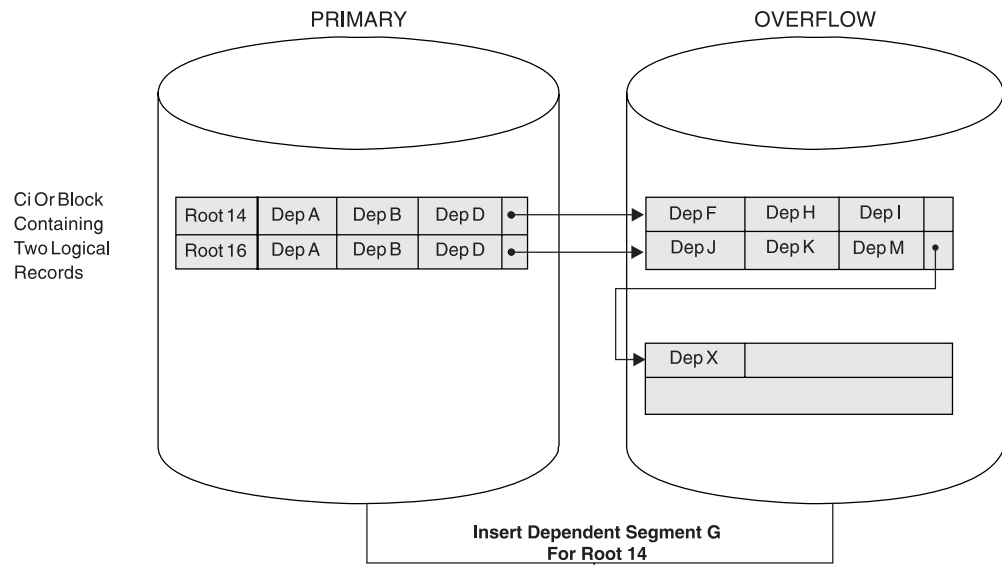 PRIMARY
OVERFLOW
Ci Or Block
Containing
Two Logical
Records
Root 14 Dep A Dep B Dep D
Root 16 Dep A Dep B Dep D
Dep F Dep H Dep I
Dep J Dep K Dep M
Dep X
Insert Dependent Segment G
For Root 14